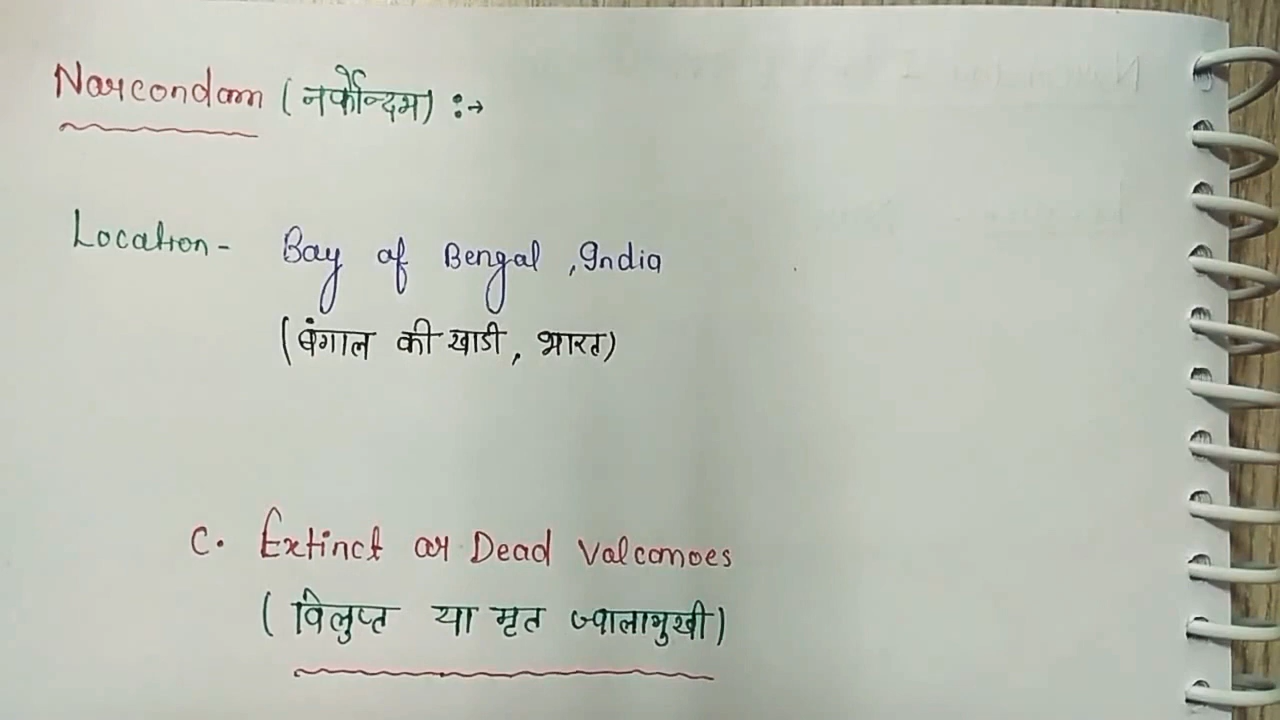 Narcondam (नर्कोन्दम) :→
Location - Bay of Bengal, India
(बंगाल की खाडी, भारत)
C. Extinct or Dead Valcanoes
(विलुप्त या मृत ज्वालामुखी)